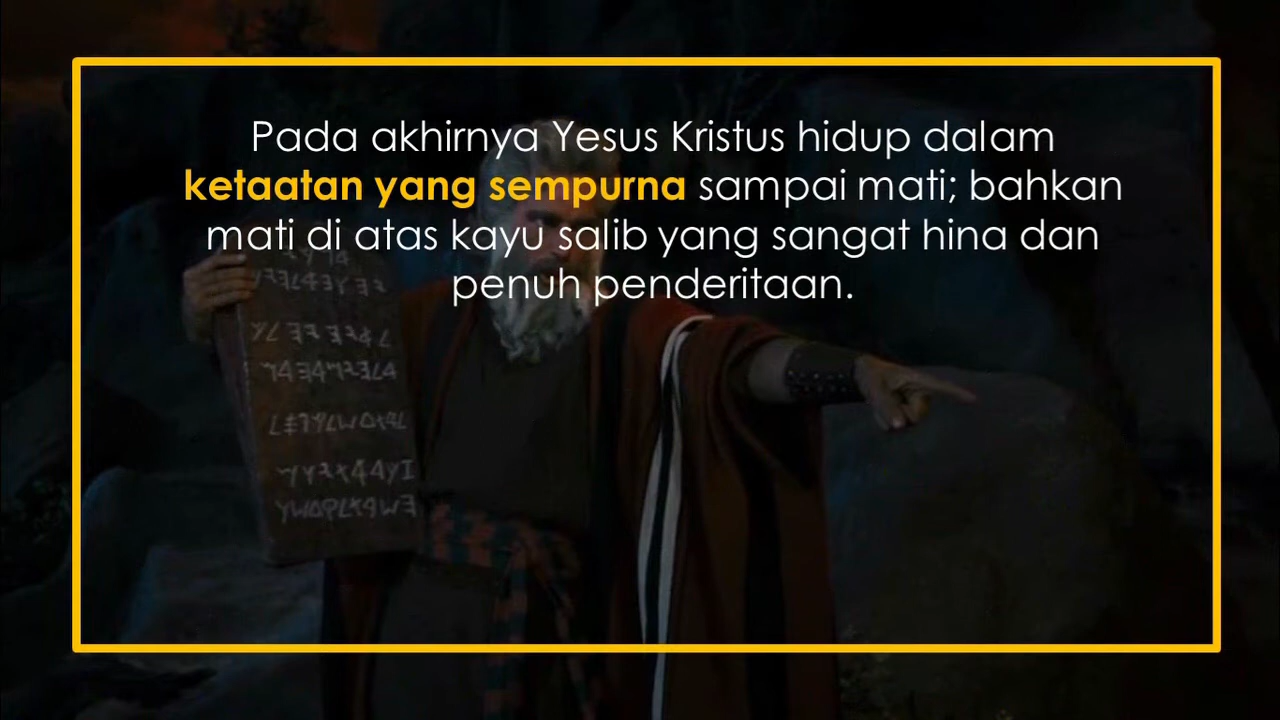 Pada akhirnya Yesus Kristus hidup dalam
ketaatan yang sempurna sampai mati; bahkan
mati di atas kayu salib yang sangat hina dan
penuh penderitaan.